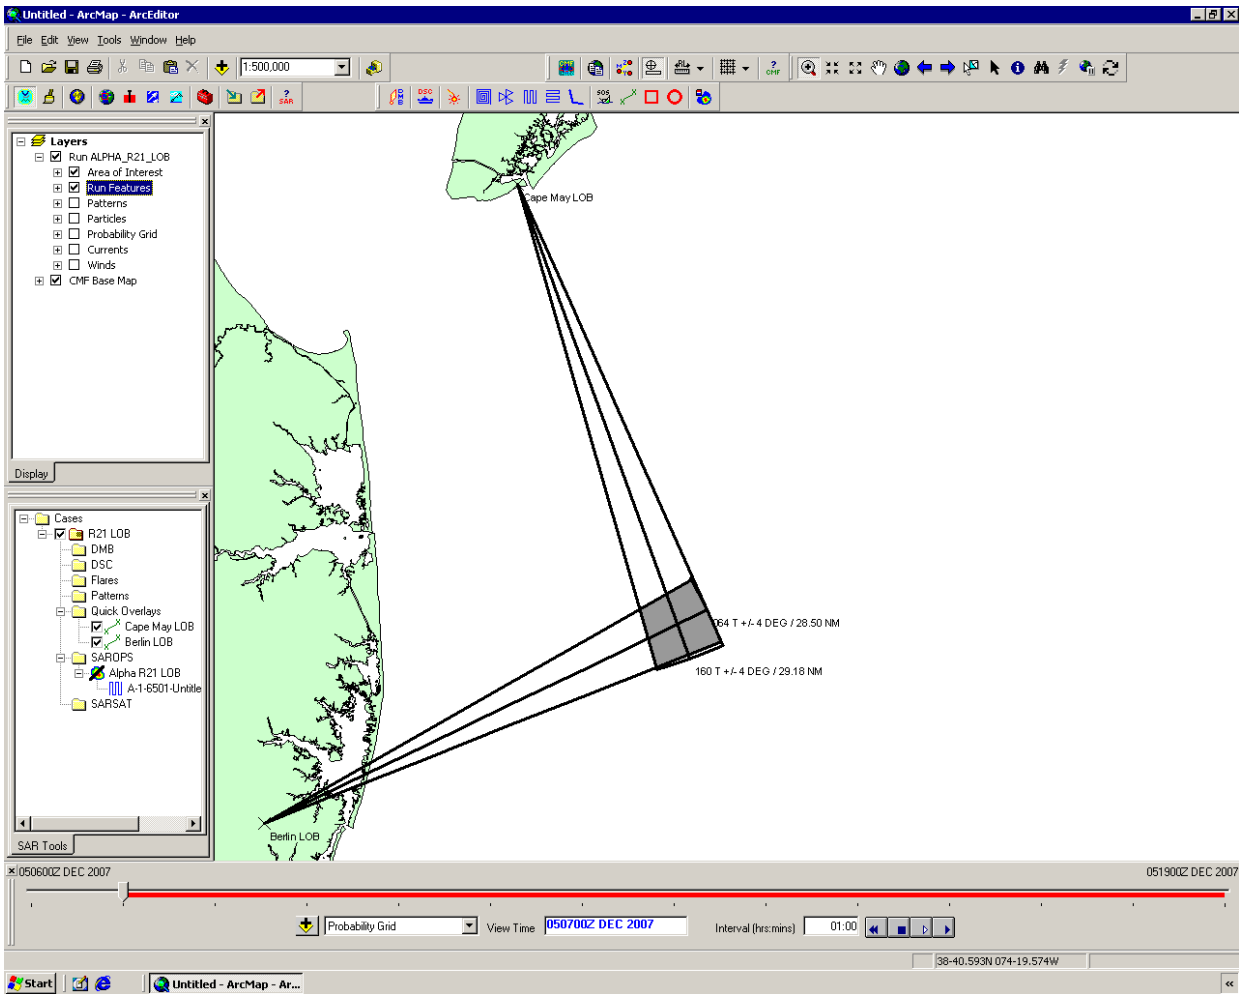 Untitled - ArcMap - ArcEditor
File Edit View Tools Window Help
1:500,000
Layers
Run ALPHA_R21_LOB
Area of Interest
Run Features
Patterns
Particles
Probability Grid
Currents
Winds
CMF Base Map
Display
Cases
R21 LOB
DMB
DSC
Flares
Patterns
Quick Overlays
Cape May LOB
Berlin LOB
SAROPS
Alpha R21 LOB
A-1-6501-Untitle
SARSAT
SAR Tools
Cape May LOB
064 T +/- 4 DEG / 28.50 NM
160 T +/- 4 DEG / 29.18 NM
Berlin LOB
050600Z DEC 2007
051900Z DEC 2007
Probability Grid
View Time
050700Z DEC 2007
Interval (hrs:mins)
01:00
38-40.593N 074-19.574W
Start
Untitled - ArcMap - Ar...